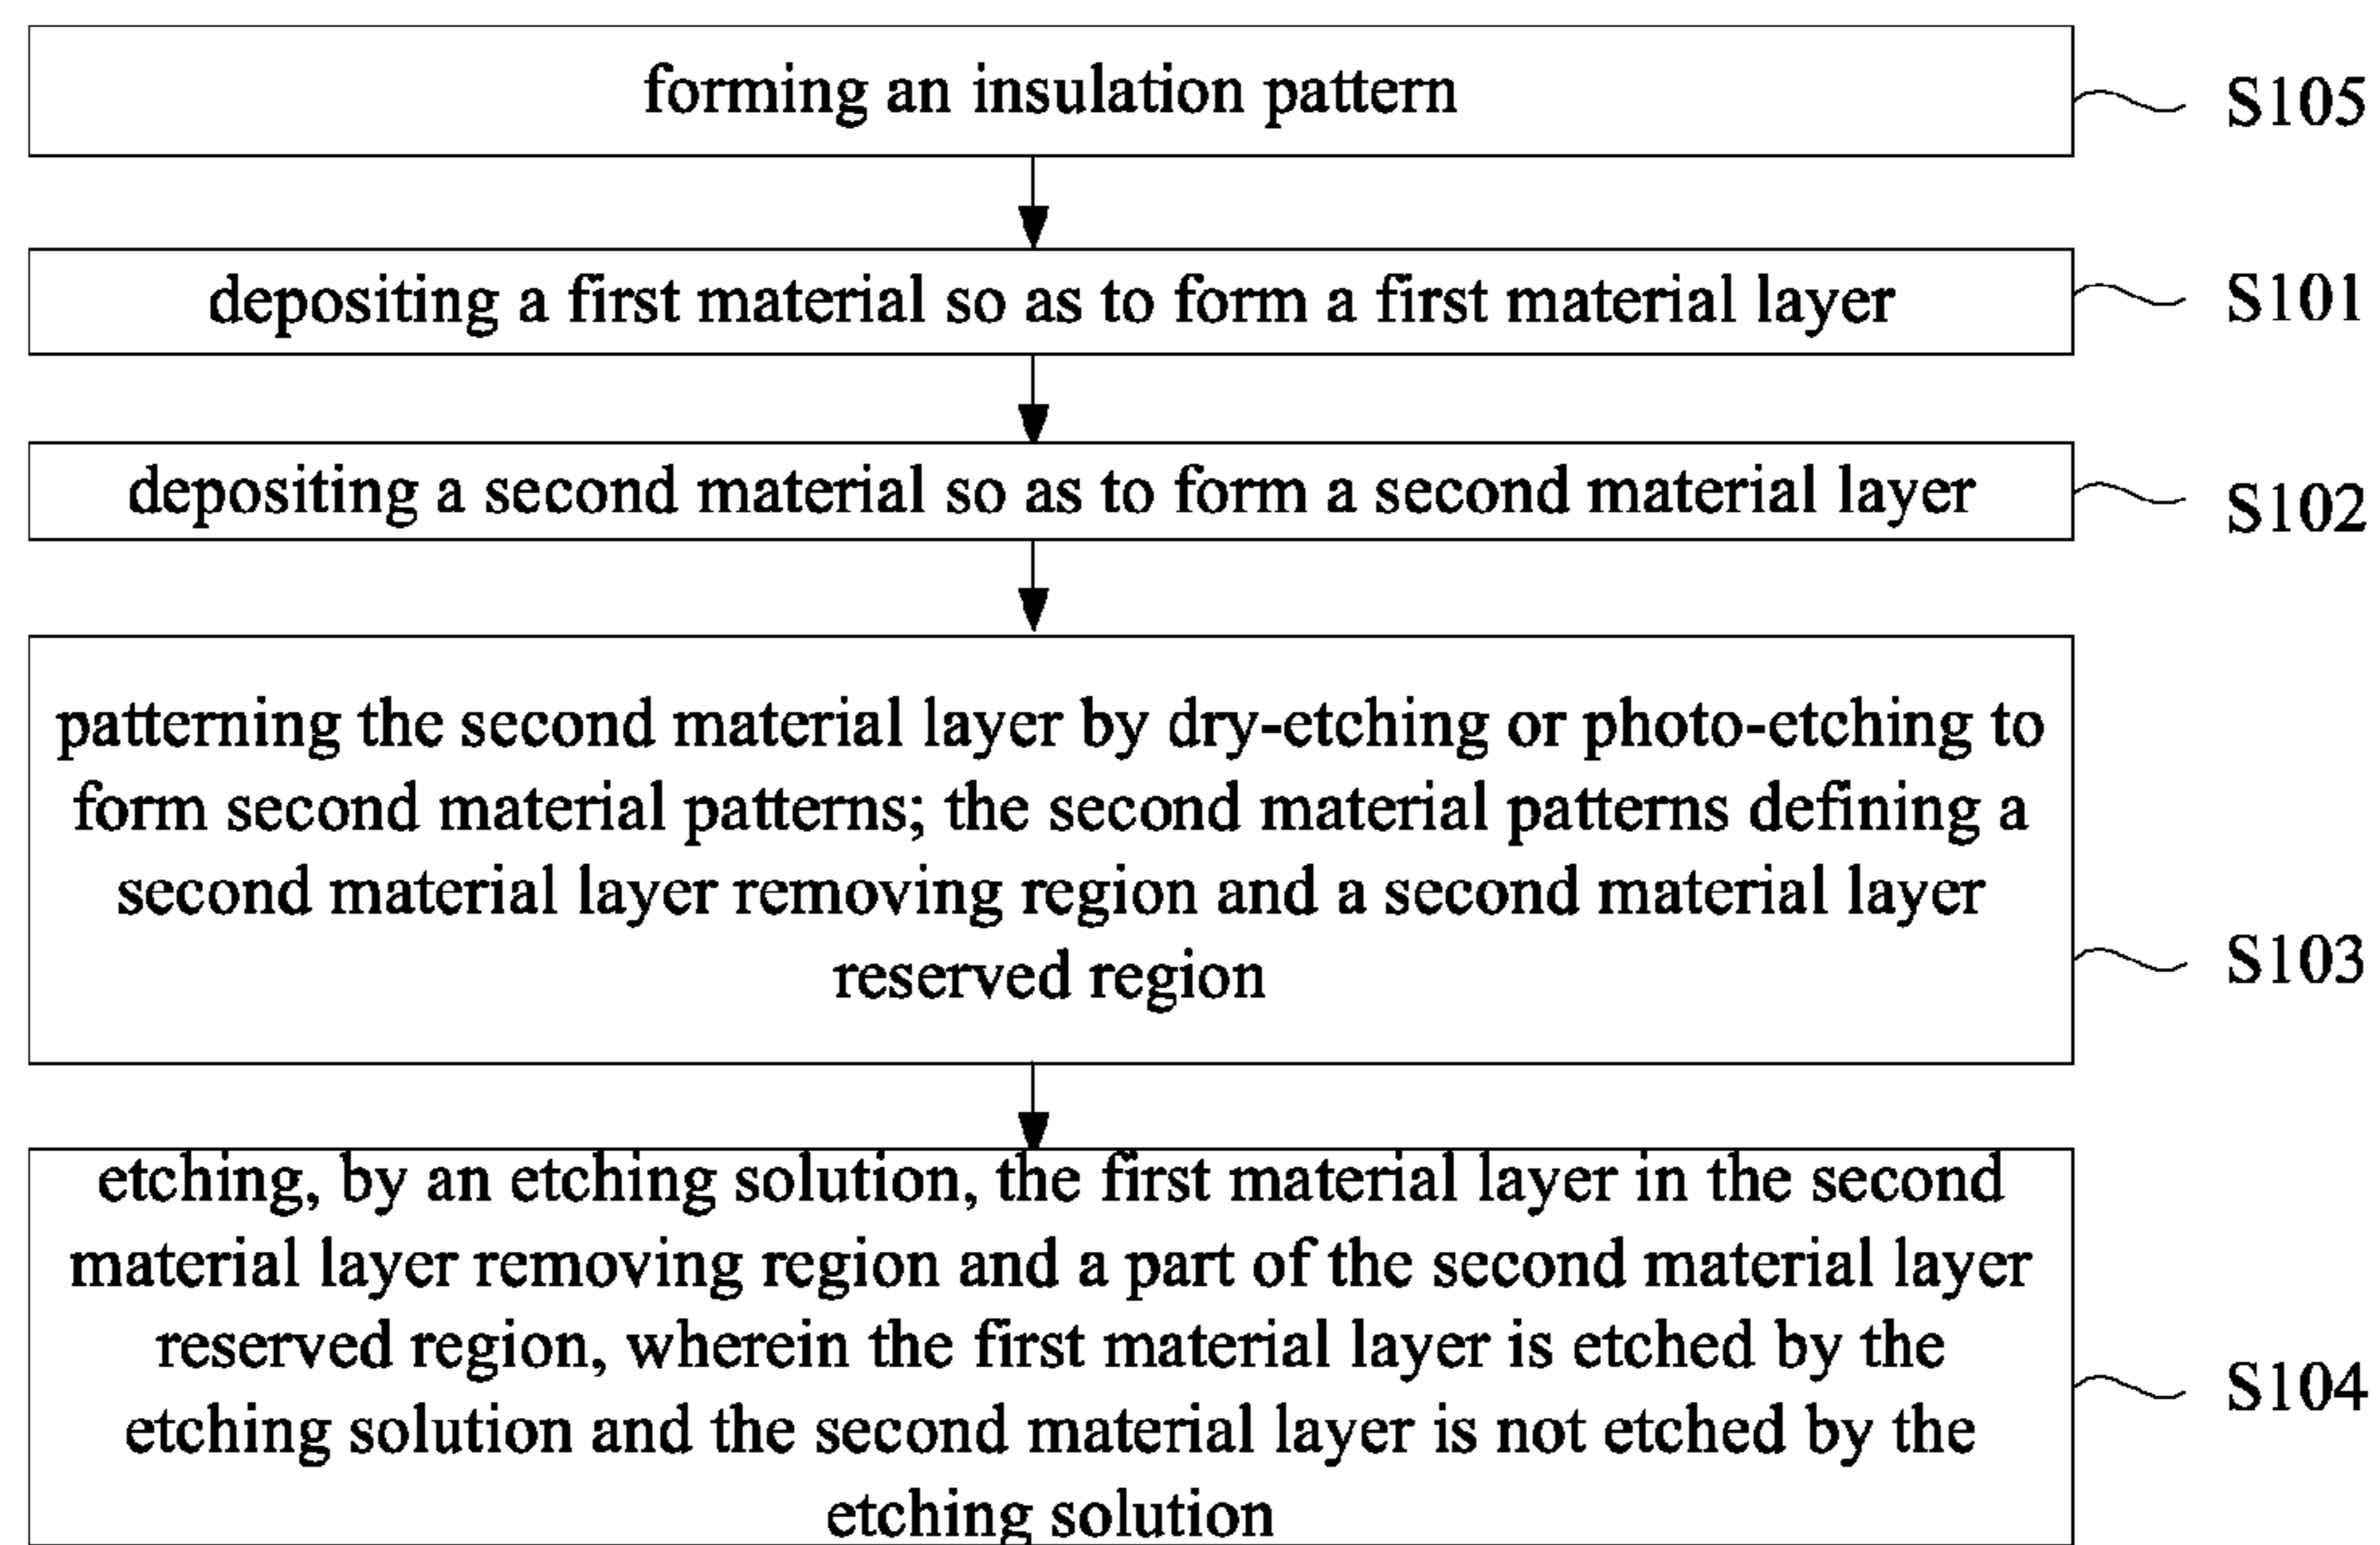 forming an insulation pattern
S105
depositing a first material so as to form a first material layer
S101
depositing a second material so as to form a second material layer
S102
patterning the second material layer by dry-etching or photo-etching to
form second material patterns; the second material patterns defining a
second material layer removing region and a second material layer
reserved region
S103
etching, by an etching solution, the first material layer in the second
material layer removing region and a part of the second material layer
reserved region, wherein the first material layer is etched by the
etching solution and the second material layer is not etched by the
etching solution
S104